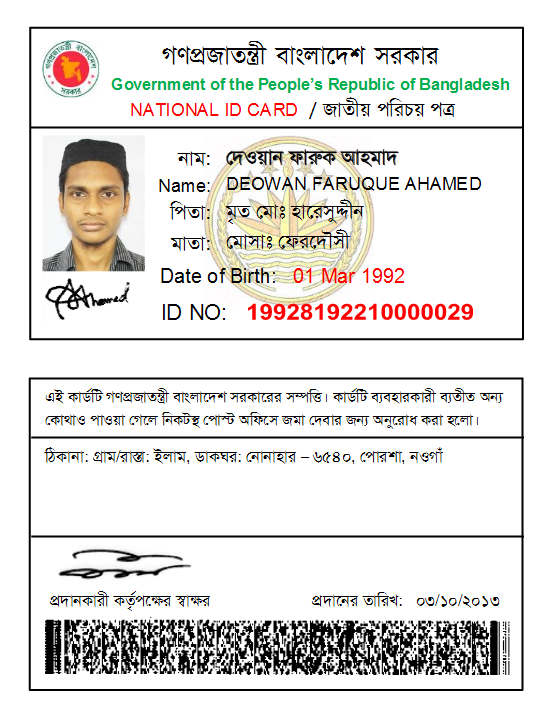 গণপ্রজাতন্ত্রী বাংলাদেশ সরকার
Government of the People's Republic of Bangladesh
NATIONAL ID CARD / জাতীয় পরিচয় পত্র
নাম: দেওয়ান ফারুক আহমাদ
Name: DEOWAN FARUQUE AHAMED
পিতা: মৃত মোঃ হারেসুদ্দীন
মাতা: মোসাঃ ফেরদৌসী
Date of Birth: 01 Mar 1992
ID NO: 19928192210000029
এই কার্ডটি গণপ্রজাতন্ত্রী বাংলাদেশ সরকারের সম্পত্তি। কার্ডটি ব্যবহারকারী ব্যতীত অন্য
কোথাও পাওয়া গেলে নিকটস্থ পোস্ট অফিসে জমা দেবার জন্য অনুরোধ করা হলো।
ঠিকানা: গ্রাম/রাস্তা: ইলাম, ডাকঘর: নোনাহার – ৬৫৪০, পোরশা, নওগাঁ
প্রদানকারী কর্তৃপক্ষের স্বাক্ষর প্রদানের তারিখ: ০৩/১০/২০১৩